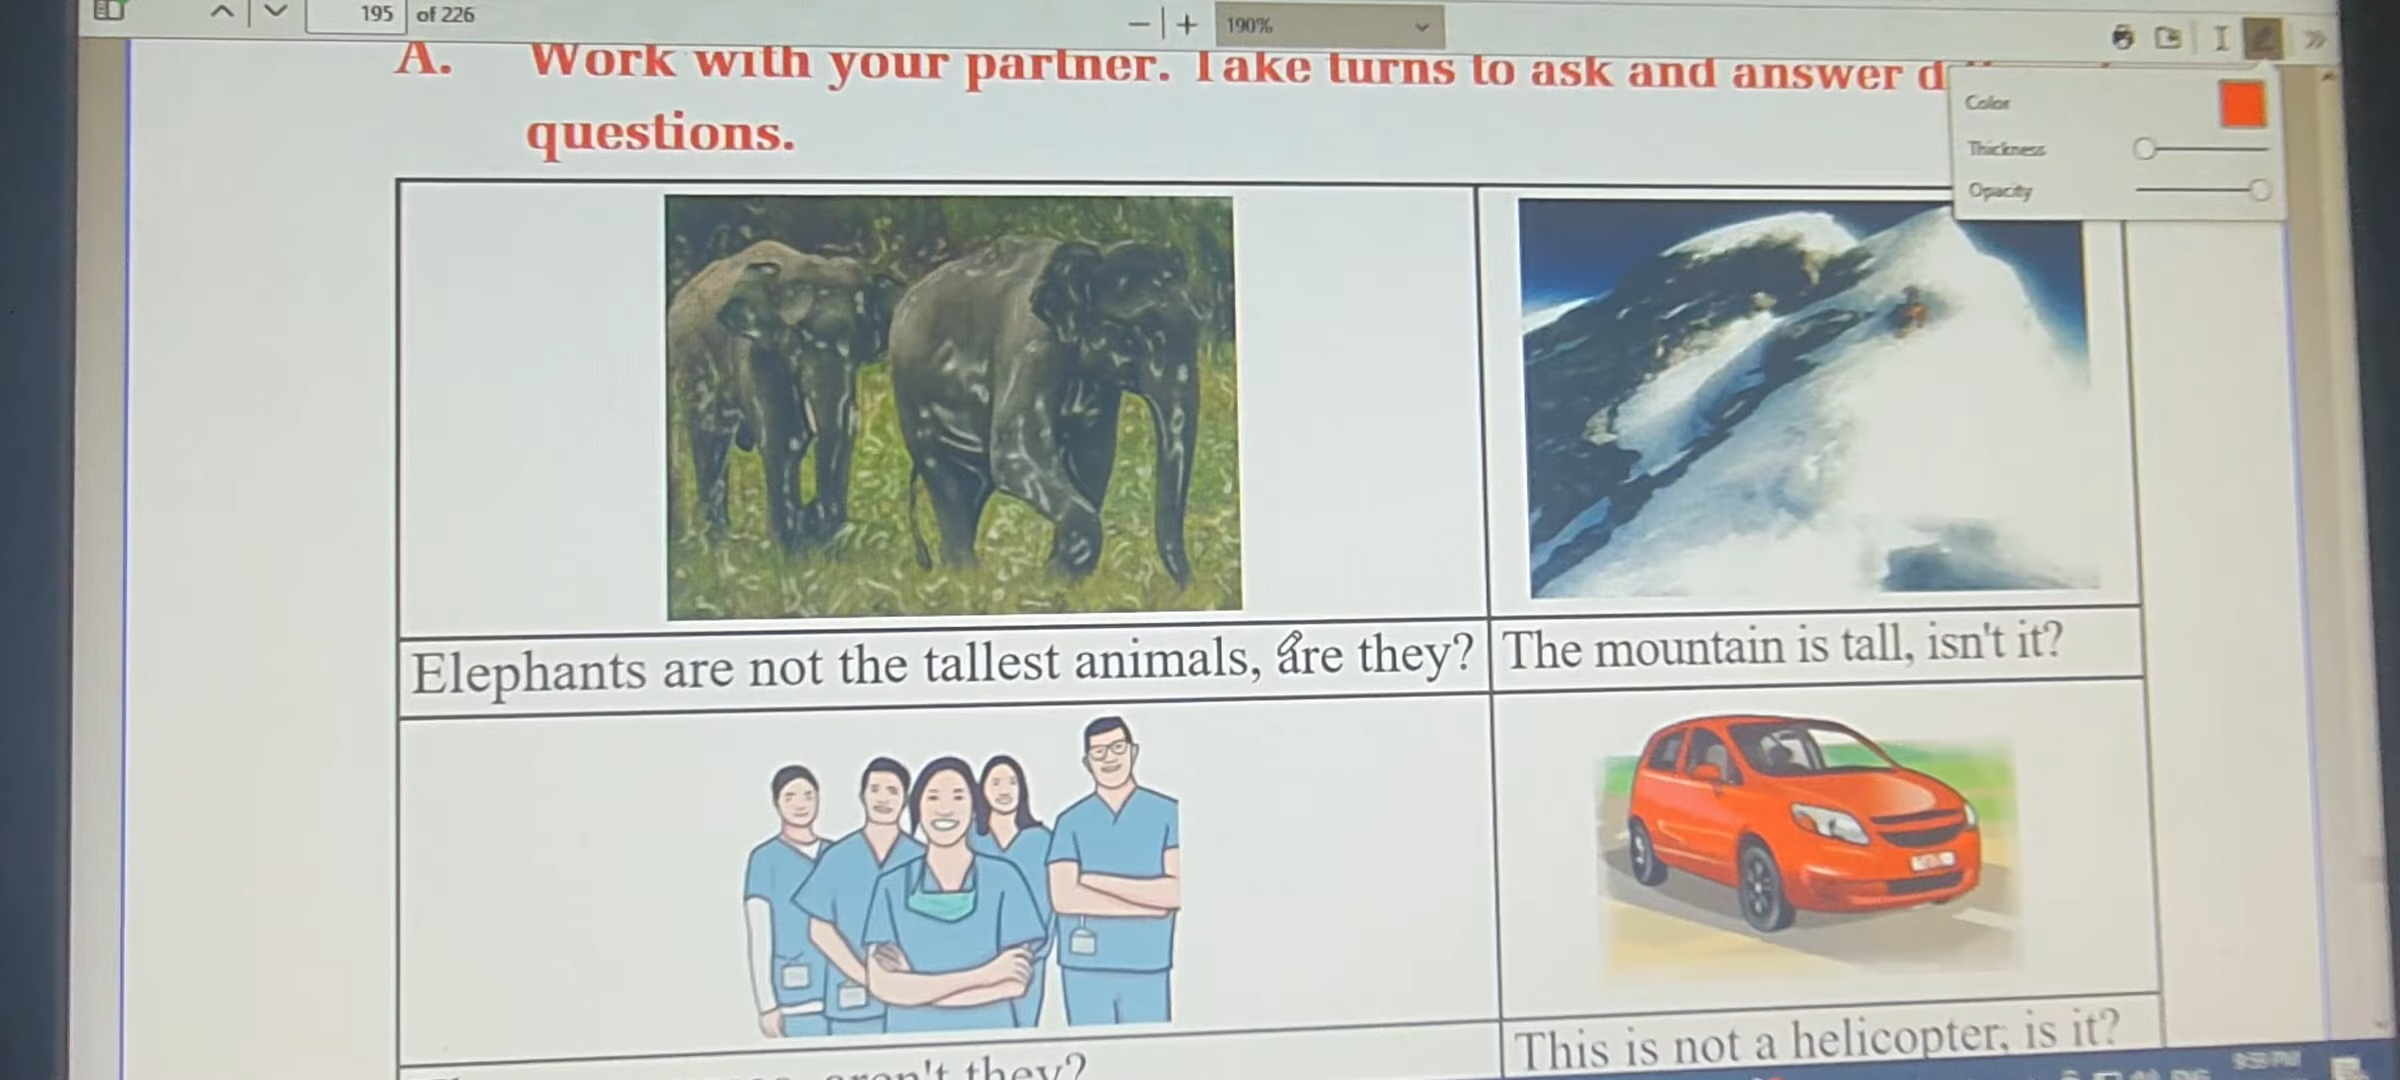 195 of 226
190%
A. Work with your partner. Take turns to ask and answer
questions.
Color
Thickness
Opacity
Elephants are not the tallest animals, are they?
The mountain is tall, isn't it?
aren't they?
This is not a helicopter, is it?